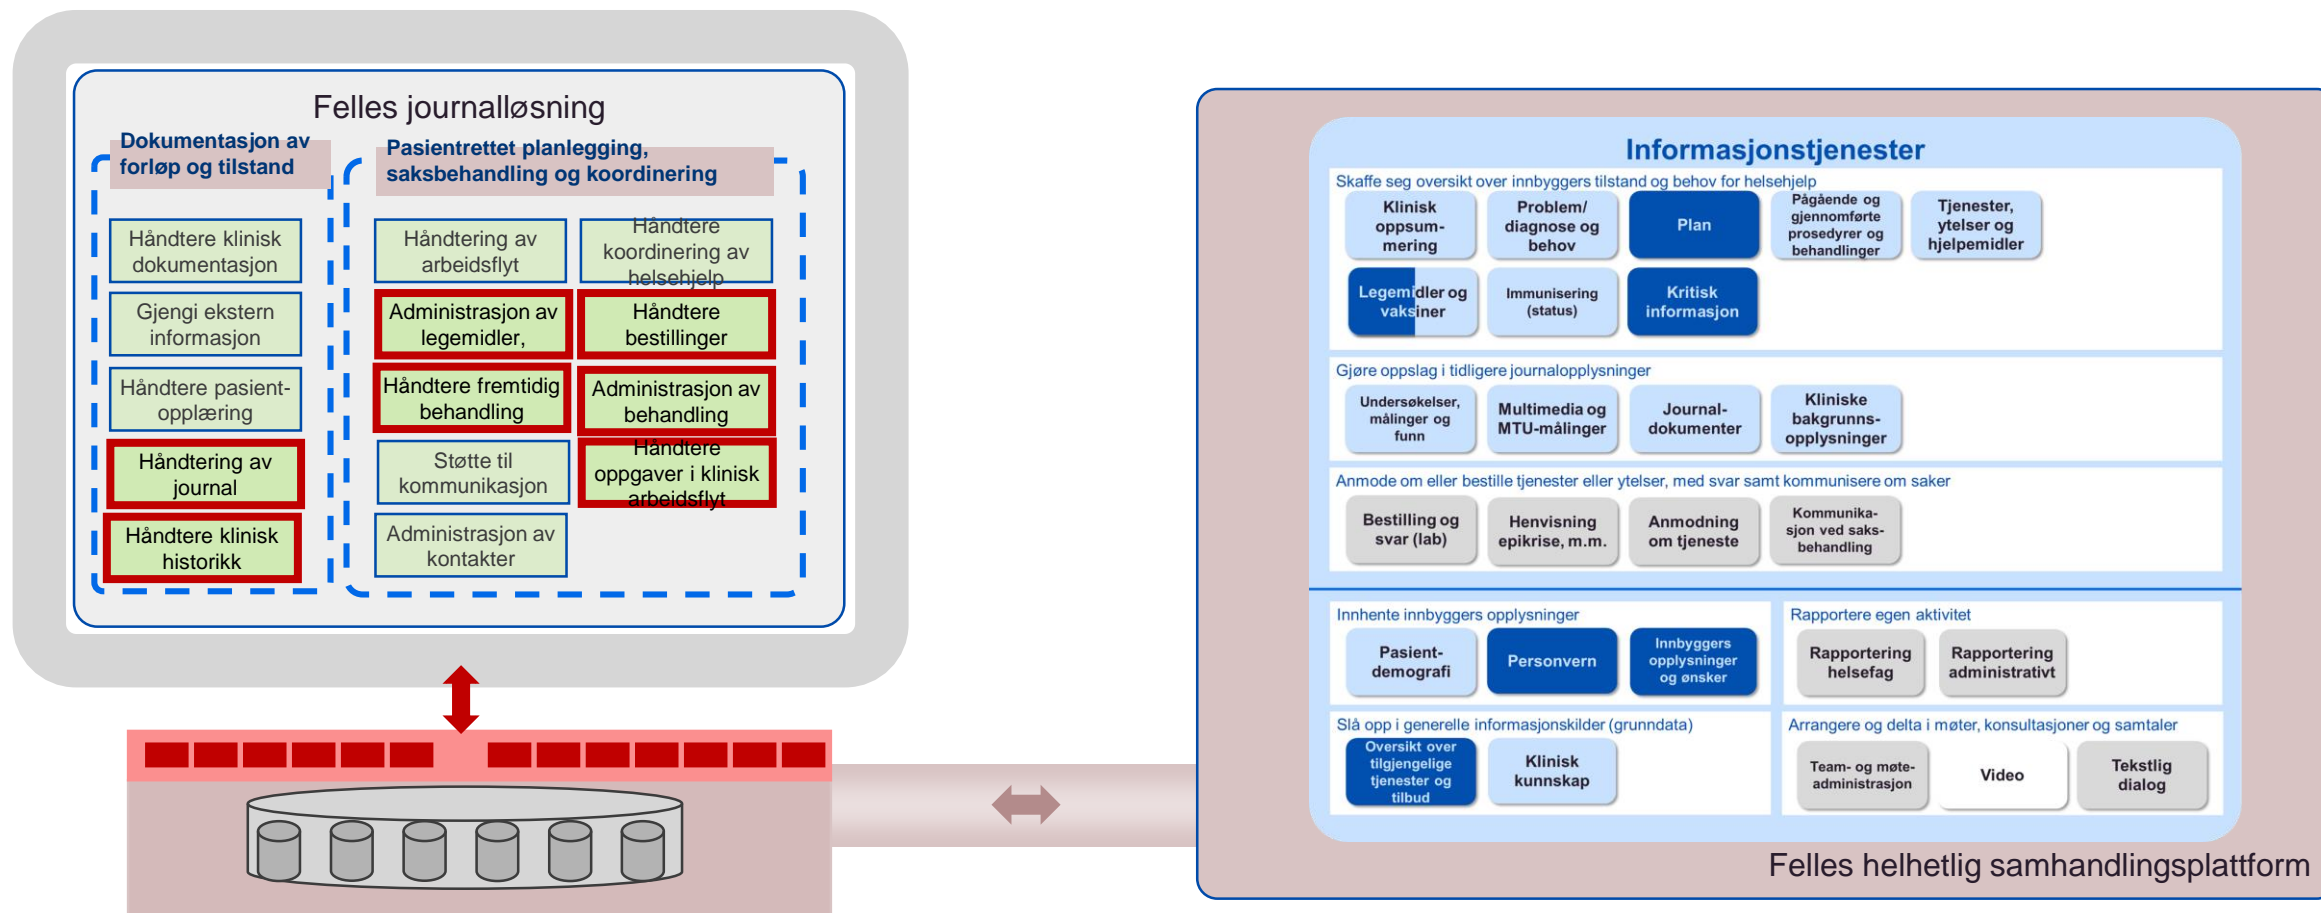 Felles journalløsning
Dokumentasjon av
forløp og tilstand
Håndtere klinisk
dokumentasjon
Gjengi ekstern
informasjon
Håndtere pasient-
opplæring
Håndtering av
journal
Håndtere klinisk
historikk
Pasientrettet planlegging,
saksbehandling og koordinering
Håndtering av
arbeidsflyt
Håndtere
koordinering av
helsehjelp
Administrasjon av
legemidler,
Håndtere
bestillinger
Håndtere fremtidig
behandling
Administrasjon av
behandling
Støtte til
kommunikasjon
Håndtere
oppgaver i klinisk
arbeidsflyt
Administrasjon av
kontakter
Informasjonstjenester
Skaffe seg oversikt over innbyggers tilstand og behov for helsehjelp
Klinisk
oppsum-
mering
Problem/
diagnose og
behov
Plan
Pågående og
gjennomførte
prosedyrer og
behandlinger
Tjenester,
ytelser og
hjelpemidler
Legemidler og
vaksiner
Immunisering
(status)
Kritisk
informasjon
Gjøre oppslag i tidligere journalopplysninger
Undersøkelser,
målinger og
funn
Multimedia og
MTU-målinger
Journal-
dokumenter
Kliniske
bakgrunns-
opplysninger
Anmode om eller bestille tjenester eller ytelser, med svar samt kommunisere om saker
Bestilling og
svar (lab)
Henvisning
epikrise, m.m.
Anmodning
om tjeneste
Kommunika-
sjon ved saks-
behandling
Innhente innbyggers opplysninger
Pasient-
demografi
Personvern
Innbyggers
opplysninger
og ønsker
Rapportere egen aktivitet
Rapportering
helsefag
Rapportering
administrativt
Slå opp i generelle informasjonskilder (grunndata)
Oversikt over
tilgjengelige
tjenester og
tilbud
Klinisk
kunnskap
Arrangere og delta i møter, konsultasjoner og samtaler
Team- og møte-
administrasjon
Video
Tekstlig
dialog
Felles helhetlig samhandlingsplattform